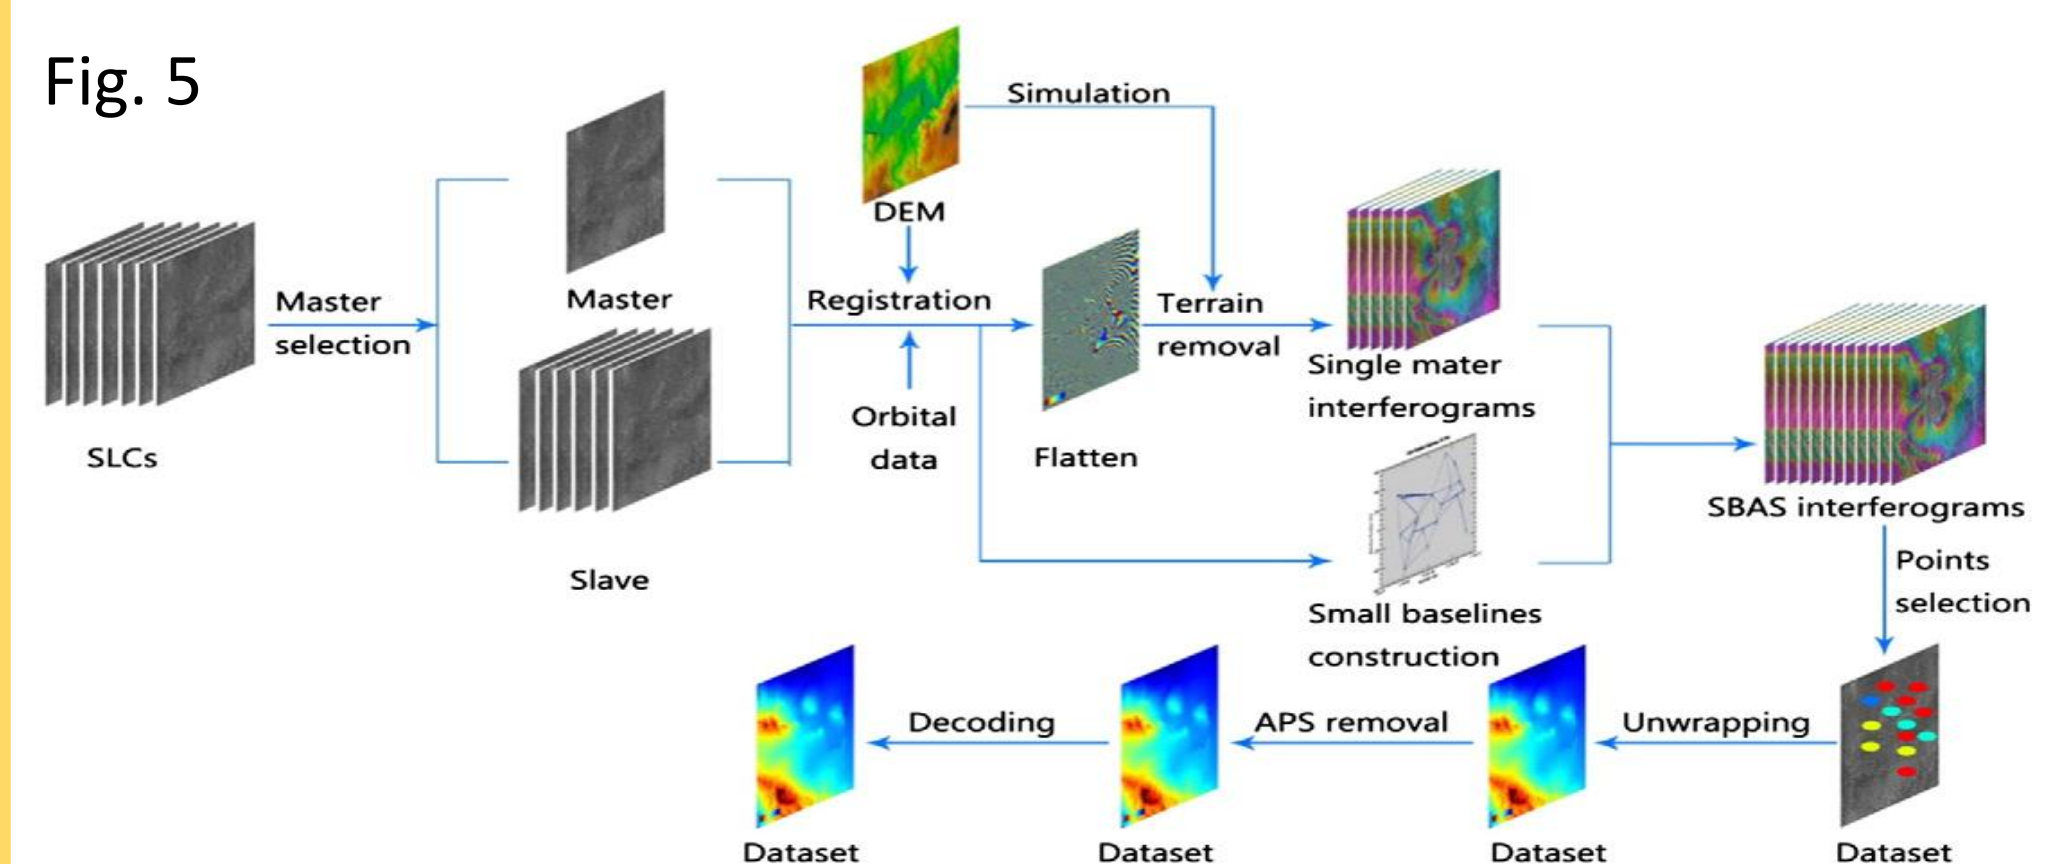 Fig. 5
SLCs
Master
selection
Master
Slave
DEM
Simulation
Registration
Orbital
data
Flatten
Terrain
removal
Single mater
interferograms
Small baselines
construction
SBAS interferograms
Points
selection
Dataset
Unwrapping
Dataset
APS removal
Dataset
Decoding
Dataset